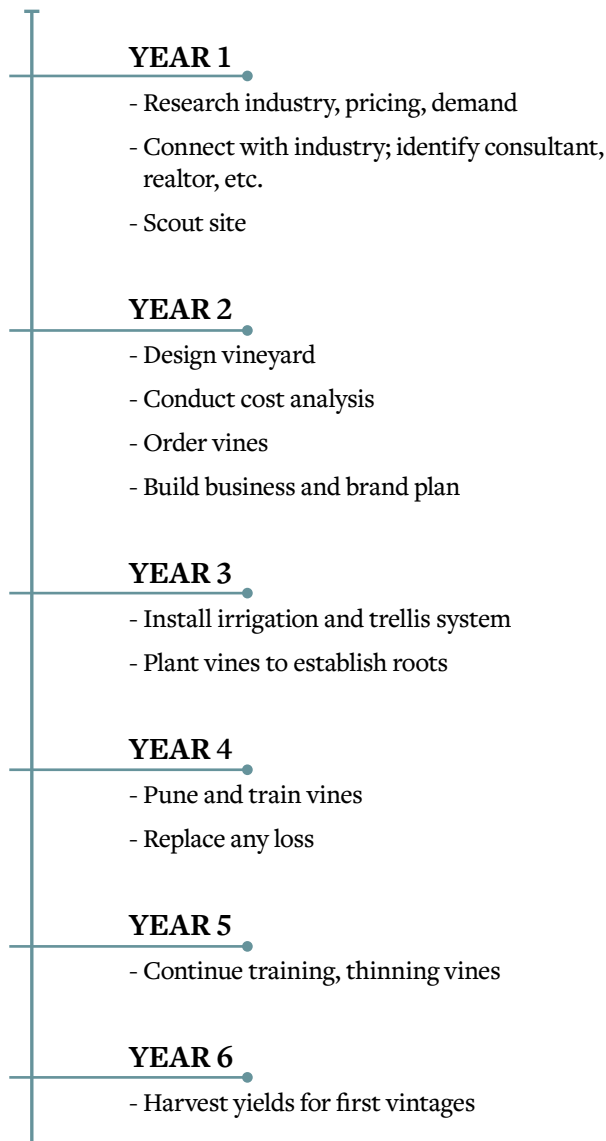 YEAR 1
- Research industry, pricing, demand
- Connect with industry; identify consultant,
realtor, etc.
- Scout site
YEAR 2
- Design vineyard
- Conduct cost analysis
- Order vines
- Build business and brand plan
YEAR 3
- Install irrigation and trellis system
- Plant vines to establish roots
YEAR 4
- Pune and train vines
- Replace any loss
YEAR 5
- Continue training, thinning vines
YEAR 6
- Harvest yields for first vintages